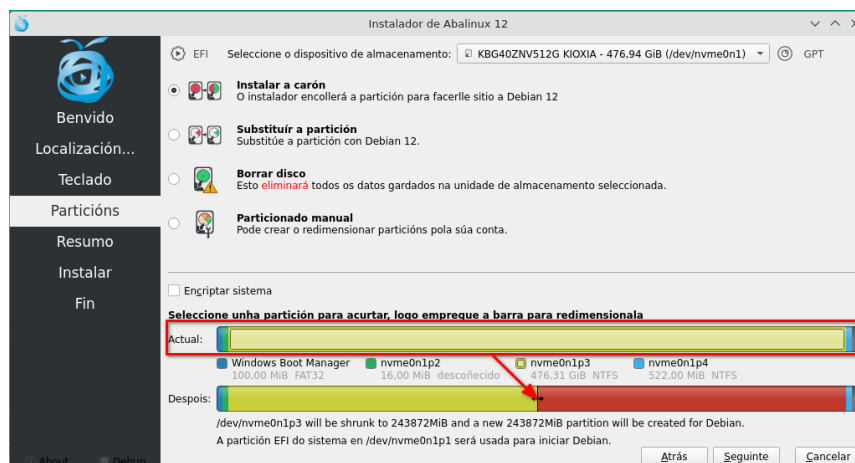 Instalador de Abalinux 12
EFI Seleccione o dispositivo de almacenamento: KBG40ZNV512G KIOXIA - 476,94 GiB (/dev/nvme0n1) GPT
Instalar a carón
O instalador encollerá a partición para facerlle sitio a Debian 12
Benvido
Substituír a partición
Substitúe a partición con Debian 12.
Localización...
Borrar disco
Teclado
Esto eliminará todos os datos gardados na unidade de almacenamento seleccionada.
Particións
Particionado manual
Pode crear o redimensionar particións pola súa conta.
Resumo
Instalar
Encriptar sistema
Fin
Seleccione unha partición para acurtar, logo empregue a barra para redimensionala
Actual:
Windows Boot Manager nvme0n1p2 nvme0n1p3 nvme0n1p4
100,00 MiB FAT32 16,00 MiB descoñecido 476,31 GiB NTFS 522,00 MiB NTFS
Despois:
/dev/nvme0n1p3 will be shrunk to 243872MiB and a new 243872MiB partition will be created for Debian.
A partición EFI do sistema en /dev/nvme0n1p1 será usada para iniciar Debian.
About Debug Atrás Seguinte Cancelar